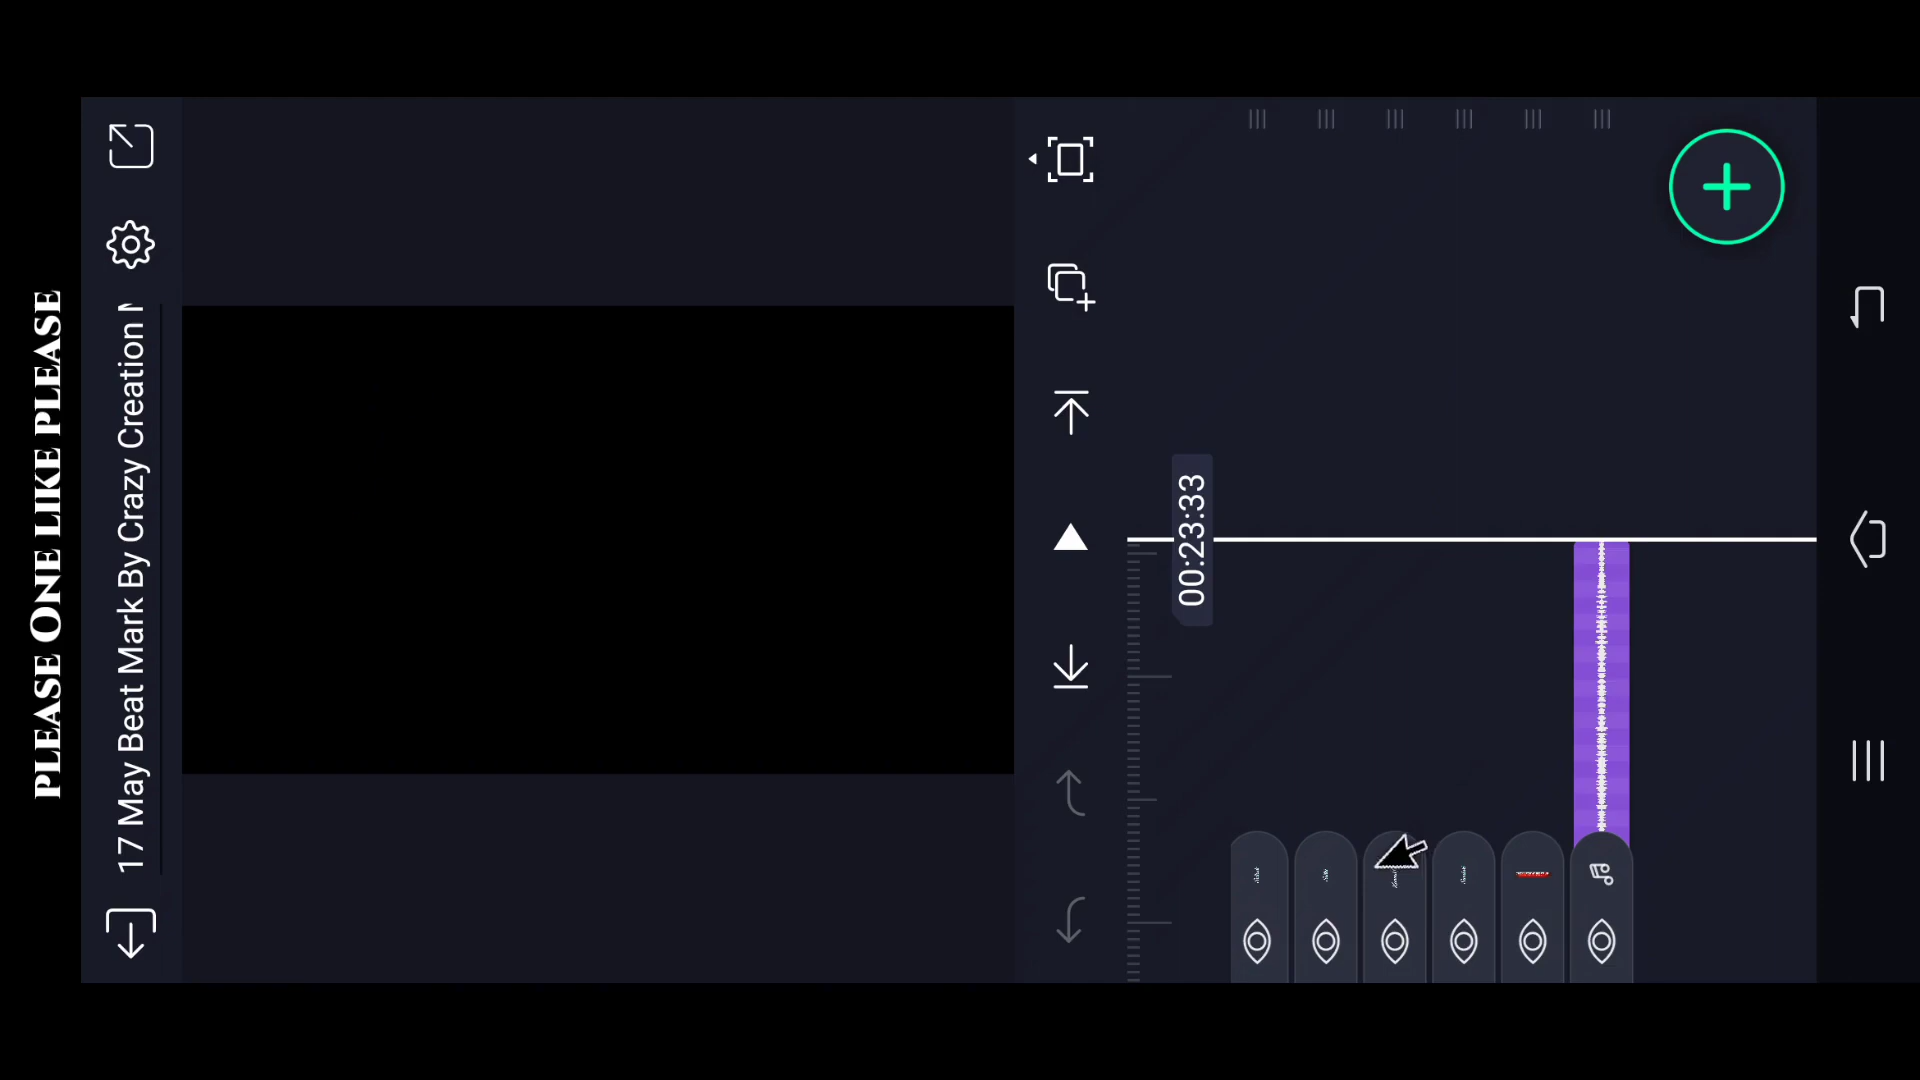 PLEASE ONE LIKE PLEASE
17 May Beat Mark By Crazy Creation
00:23:33